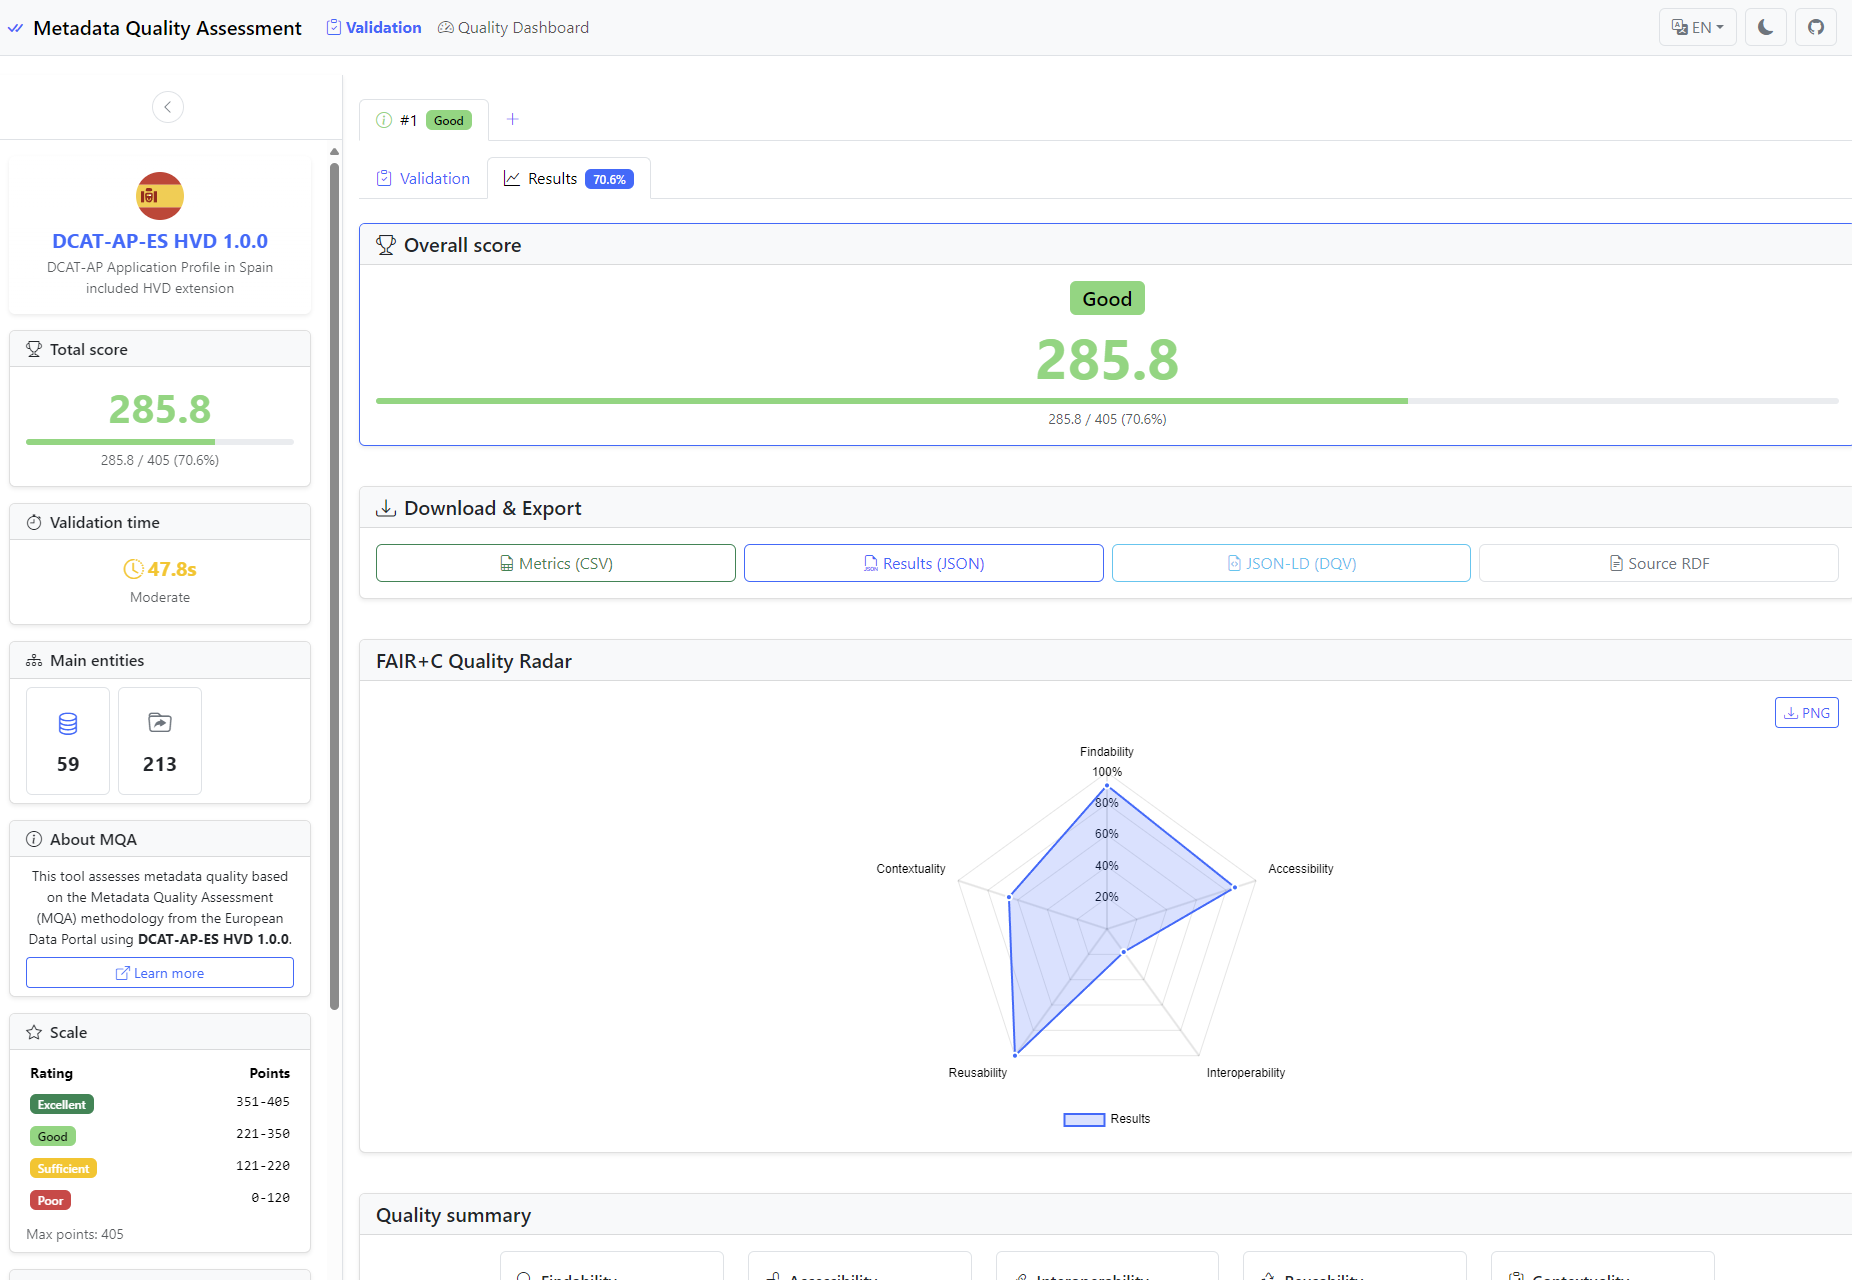 Metadata Quality Assessment
Validation
Quality Dashboard
EN
#1 Good
+
Validation
Results 70.6%
DCAT-AP-ES HVD 1.0.0
DCAT-AP Application Profile in Spain
included HVD extension
Total score
285.8
285.8 / 405 (70.6%)
Validation time
47.8s
Moderate
Main entities
59
213
About MQA
This tool assesses metadata quality based
on the Metadata Quality Assessment
(MQA) methodology from the European
Data Portal using DCAT-AP-ES HVD 1.0.0.
Learn more
Scale
Rating Points
Excellent 351-405
Good 221-350
Sufficient 121-220
Poor 0-120
Max points: 405
Overall score
Good
285.8
285.8 / 405 (70.6%)
Download & Export
Metrics (CSV)
Results (JSON)
JSON-LD (DQV)
Source RDF
FAIR+C Quality Radar
PNG
Findability
100%
80%
60%
40%
20%
Contextuality
Accessibility
Reusability
Interoperability
Results
Quality summary
Findability
Accessibility
Interoperability
Reusability
Contextuality